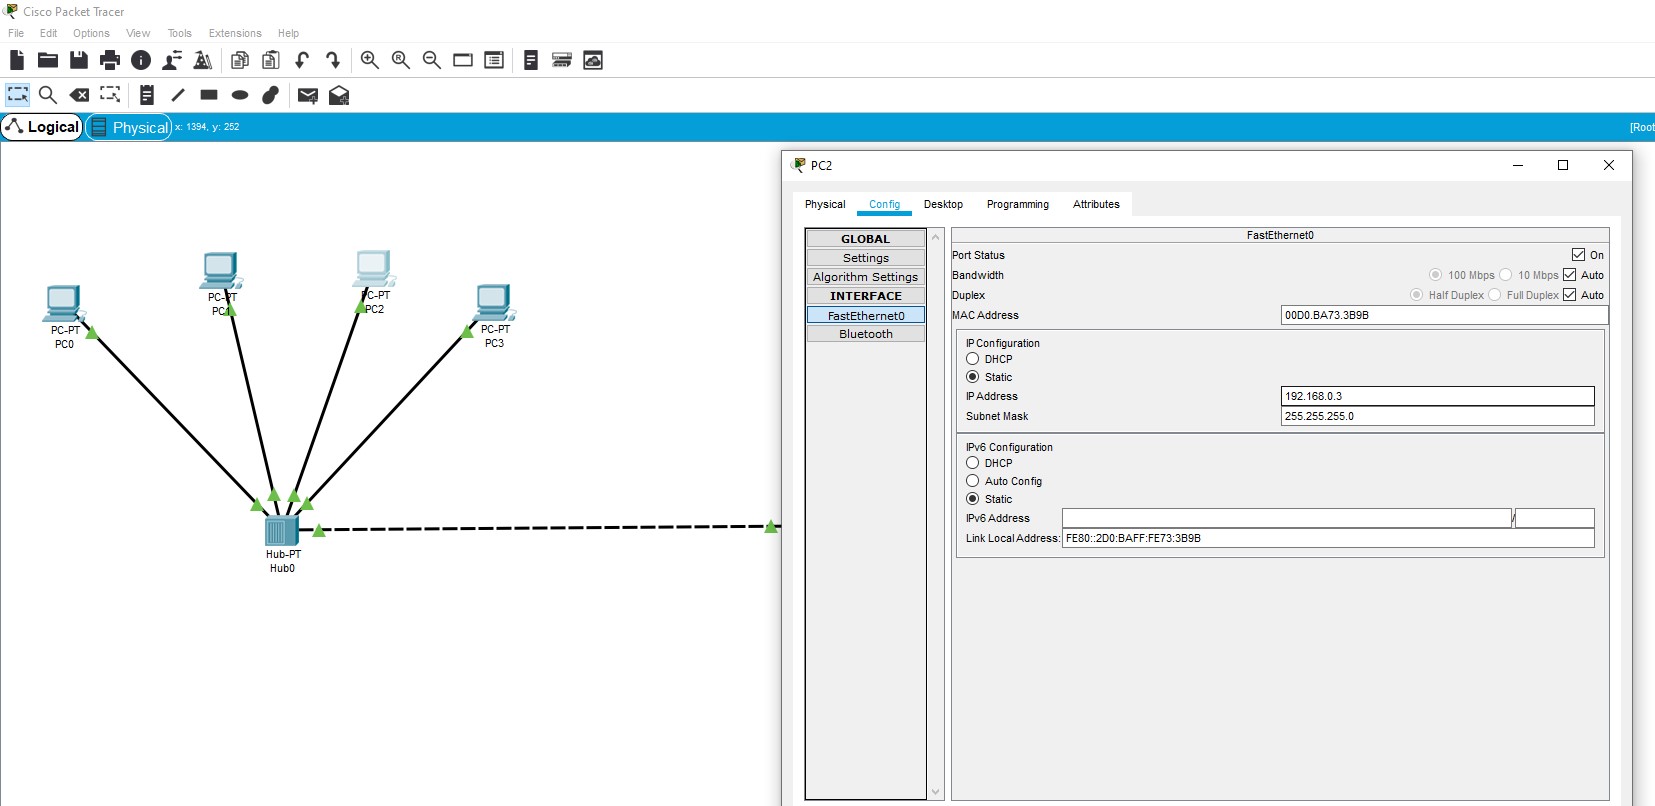 Cisco Packet Tracer
File Edit Options View Tools Extensions Help
Logical Physical x: 1394, y: 252 [Root
PC2
Physical Config Desktop Programming Attributes
GLOBAL
Settings
Algorithm Settings
INTERFACE
FastEthernet0
Bluetooth
FastEthernet0
Port Status On
Bandwidth 100 Mbps 10 Mbps Auto
Duplex Half Duplex Full Duplex Auto
MAC Address 00D0.BA73.3B9B
IP Configuration
DHCP
Static
IP Address 192.168.0.3
Subnet Mask 255.255.255.0
IPv6 Configuration
DHCP
Auto Config
Static
IPv6 Address /
Link Local Address: FE80::2D0:BAFF:FE73:3B9B
PC-PT
PC0
PC-PT
PC1
PC-PT
PC2
PC-PT
PC3
Hub-PT
Hub0